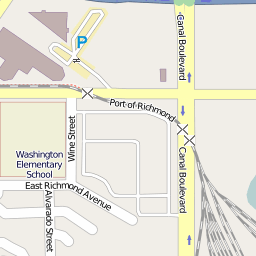 Canal Boulevard
P
Port of Richmond
Wine Street
Canal Boulevard
Washington
Elementary
School
East Richmond Avenue
Alvarado Street